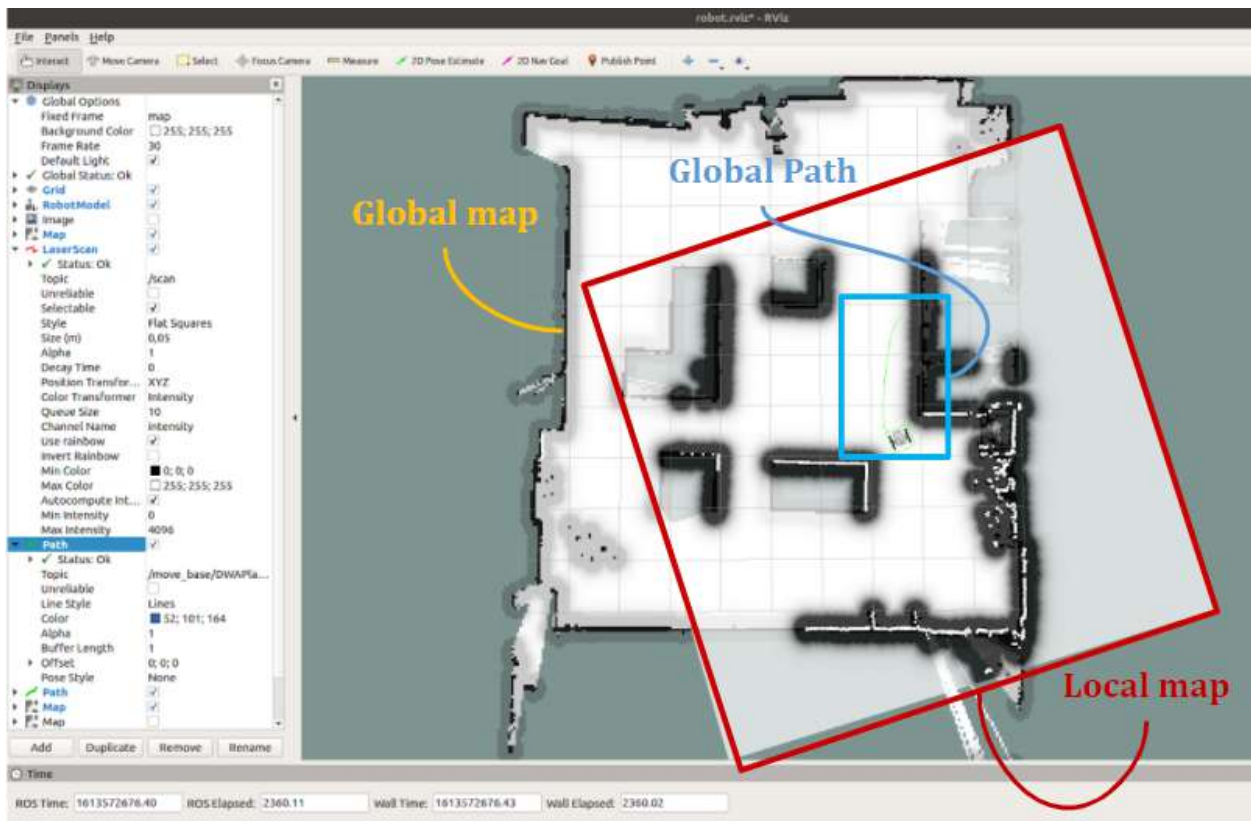 robot.rviz* - RViz
File Panels Help
Interact Move Camera Select Focus Camera Measure 2D Pose Estimate 2D Nav Goal Publish Point
Displays
Global Options
Fixed Frame map
Background Color 255; 255; 255
Frame Rate 30
Default Light
Global Status: Ok
Grid
RobotModel
Image
Map
LaserScan
Status: Ok
Topic /scan
Unreliable
Selectable
Style Flat Squares
Size (m) 0,05
Alpha 1
Decay Time 0
Position Transfor... XYZ
Color Transformer Intensity
Queue Size 10
Channel Name intensity
Use rainbow
Invert Rainbow
Min Color 0; 0; 0
Max Color 255; 255; 255
Autocompute Int...
Min Intensity 0
Max Intensity 4096
Path
Status: Ok
Topic /move_base/DWAPla...
Unreliable
Line Style Lines
Color 52; 101; 164
Alpha 1
Buffer Length 1
Offset 0; 0; 0
Pose Style None
Path
Map
Map
Add Duplicate Remove Rename
Global Path
Global map
Local map
Time
ROS Time: 1613572676.40 ROS Elapsed: 2360.11 Wall Time: 1613572676.43 Wall Elapsed: 2360.02